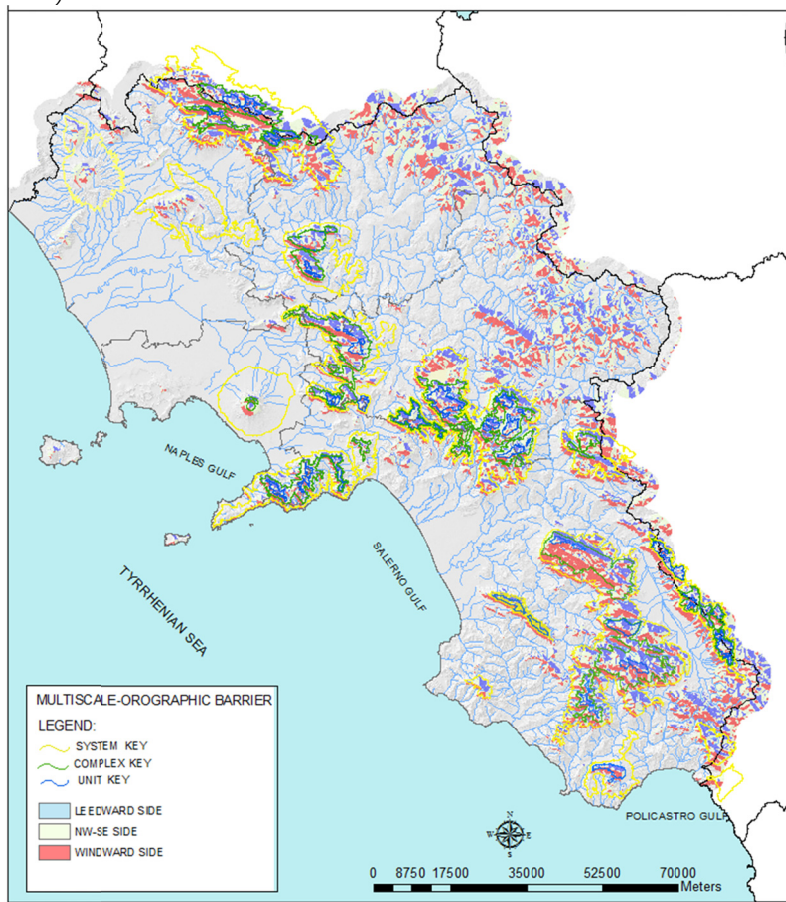 NAPLES GULF
SALERNO GULF
TYRRHENIAN SEA
POLICASTRO GULF
MULTISCALE-OROGRAPHIC BARRIER
LEGEND:
SYSTEM KEY
COMPLEX KEY
UNIT KEY
LEEDWARD SIDE
NW-SE SIDE
WINDWARD SIDE
N
W E
S
0 8750 17500 35000 52500 70000
Meters